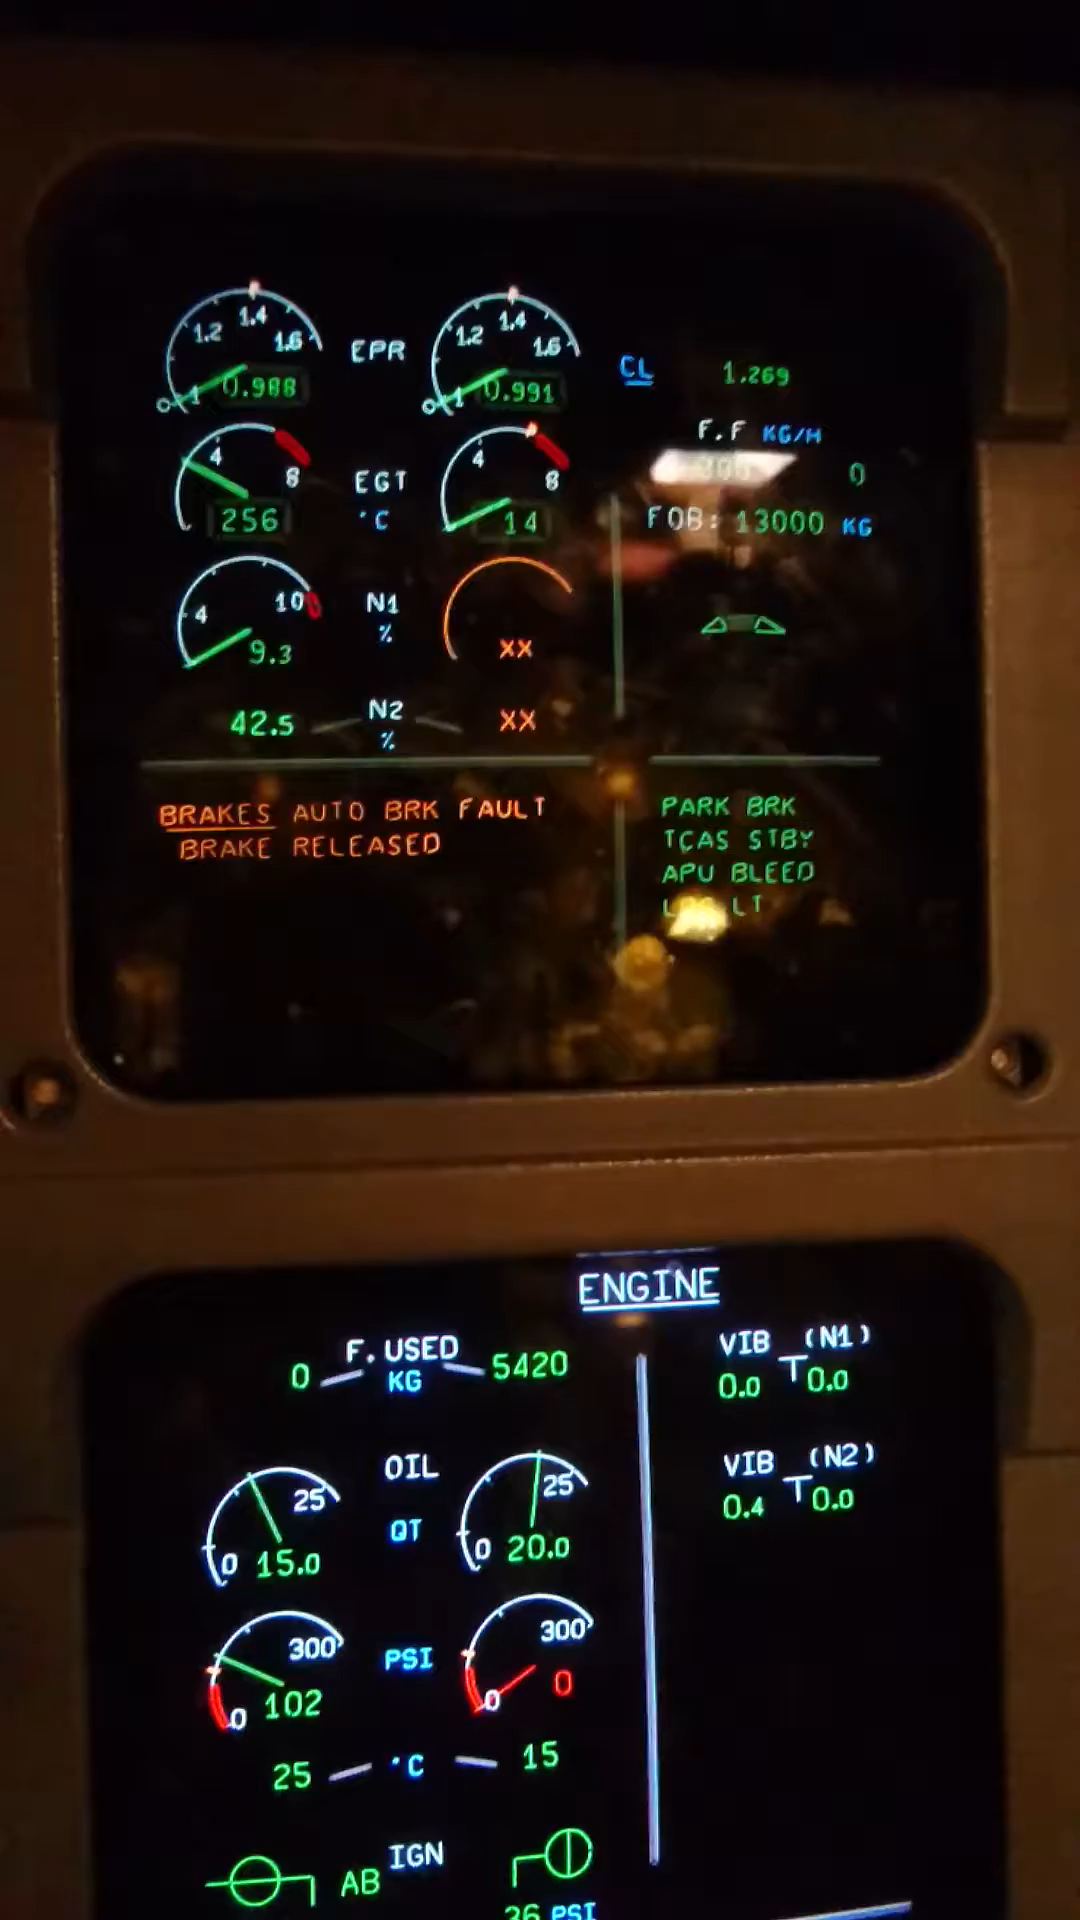 1.2 1.4 1.6 EPR 1.2 1.4 1.6
1 0.988 1 0.991 CL 1.269
F.F KG/H
4 8 EGT 4 8 0
256 °C 14 FOB: 13000 KG
4 10 N1
9.3 % XX
42.5 N2 XX
%
BRAKES AUTO BRK FAULT PARK BRK
BRAKE RELEASED TCAS STBY
APU BLEED
LT
ENGINE
F.USED VIB (N1)
0 KG 5420 0.0 0.0
OIL VIB (N2)
25 25 0.4 0.0
0 15.0 QT 0 20.0
300 PSI 300
0 102 0 0
25 °C 15
AB IGN
36 PSI